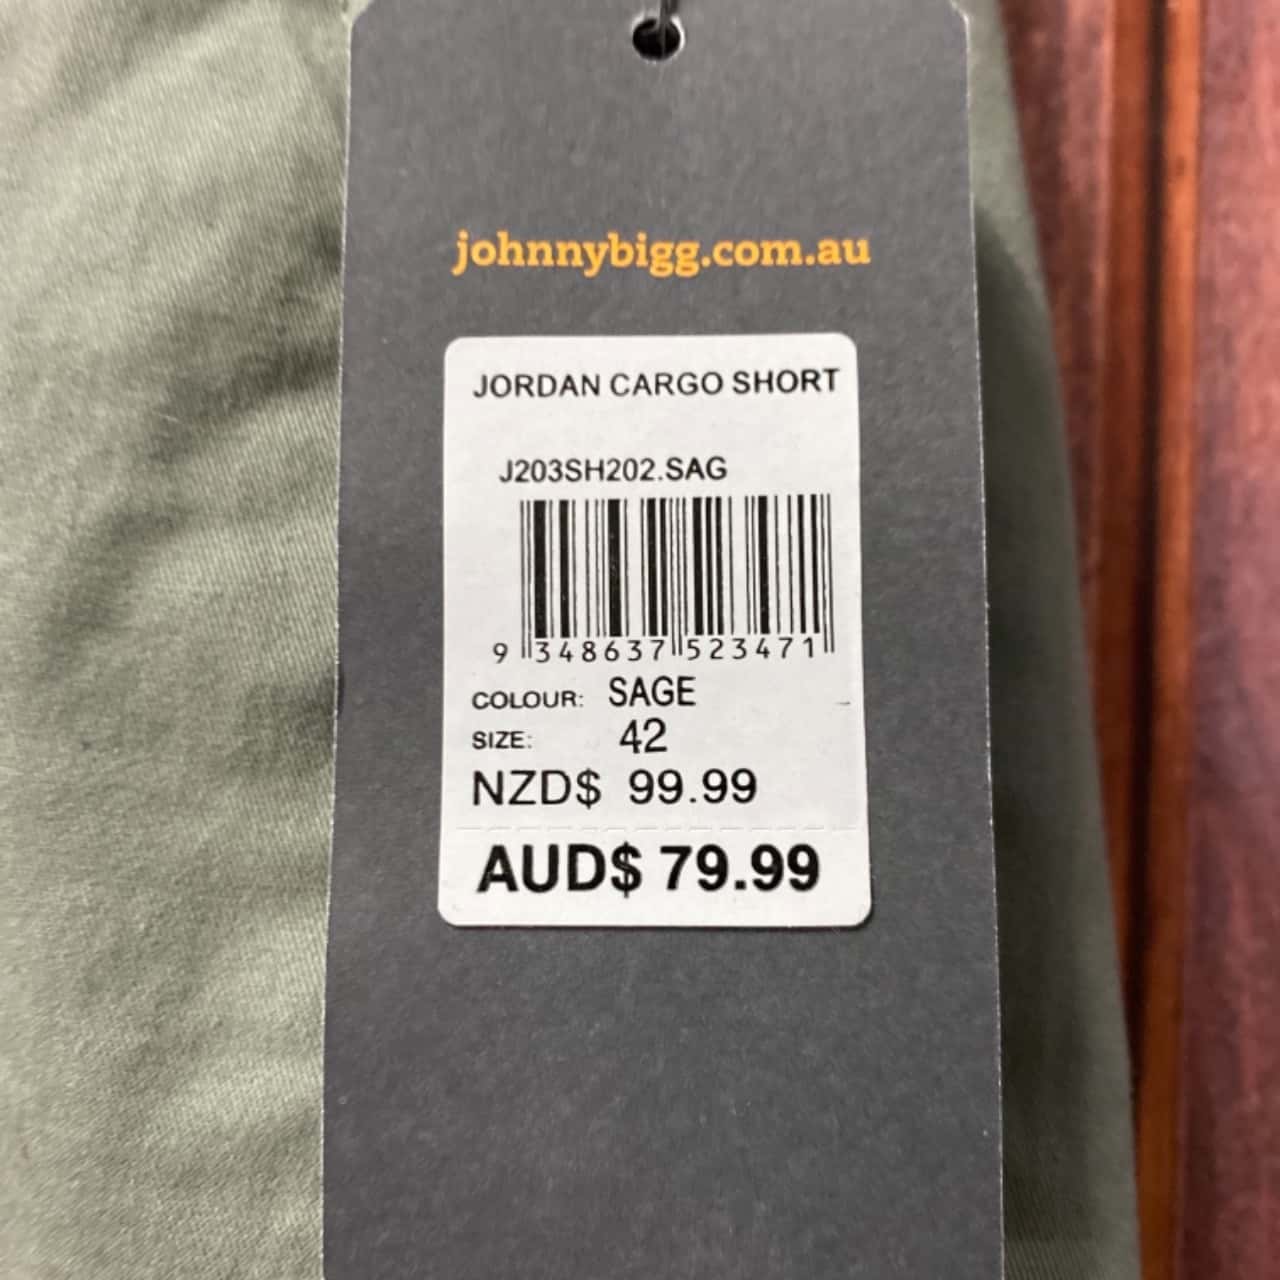 johnnybigg.com.au
JORDAN CARGO SHORT
J203SH202.SAG
9 348637 523471
COLOUR: SAGE
SIZE: 42
NZD$ 99.99
AUD$ 79.99